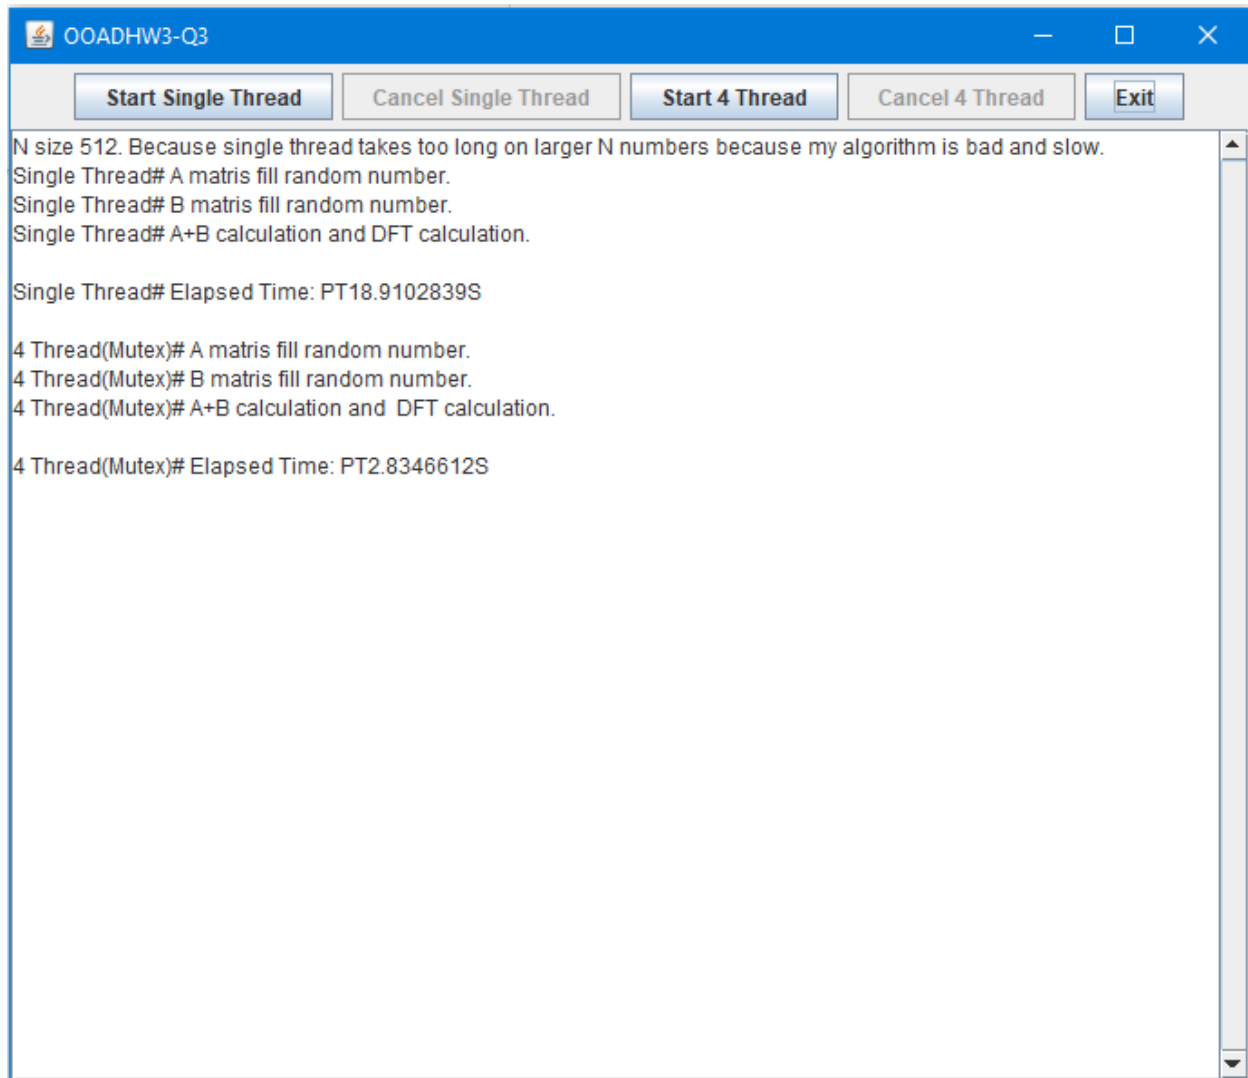 OOADHW3-Q3
Start Single Thread Cancel Single Thread Start 4 Thread Cancel 4 Thread Exit
N size 512. Because single thread takes too long on larger N numbers because my algorithm is bad and slow.
Single Thread# A matris fill random number.
Single Thread# B matris fill random number.
Single Thread# A+B calculation and DFT calculation.
Single Thread# Elapsed Time: PT18.9102839S
4 Thread(Mutex)# A matris fill random number.
4 Thread(Mutex)# B matris fill random number.
4 Thread(Mutex)# A+B calculation and  DFT calculation.
4 Thread(Mutex)# Elapsed Time: PT2.8346612S